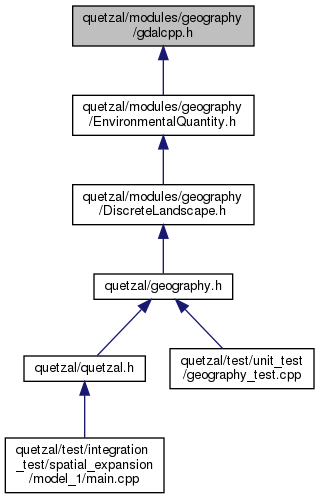 quetzal/modules/geography
/gdalcpp.h
quetzal/modules/geography
/EnvironmentalQuantity.h
quetzal/modules/geography
/DiscreteLandscape.h
quetzal/geography.h
quetzal/quetzal.h
quetzal/test/unit_test
/geography_test.cpp
quetzal/test/integration
_test/spatial_expansion
/model_1/main.cpp